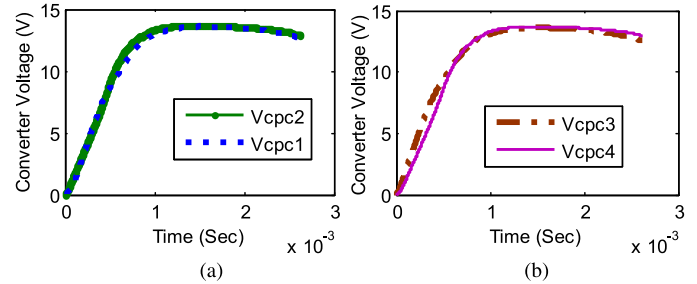 15
10
5
0
Converter Voltage (V)
Vcpc2
Vcpc1
0 1 2 3
Time (Sec)
x 10^-3
(a)
15
10
5
0
Converter Voltage (V)
Vcpc3
Vcpc4
0 1 2 3
Time (Sec)
x 10^-3
(b)